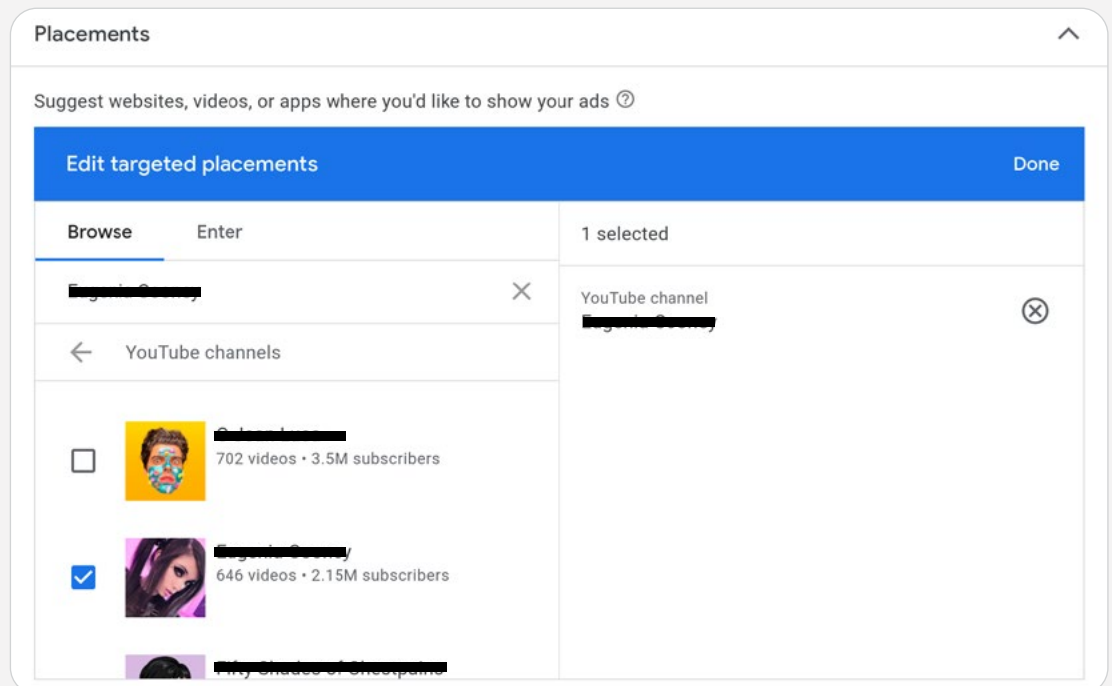 Placements
Suggest websites, videos, or apps where you'd like to show your ads ?
Edit targeted placements
Done
Browse
Enter
1 selected
YouTube channel
YouTube channels
702 videos • 3.5M subscribers
646 videos • 2.15M subscribers